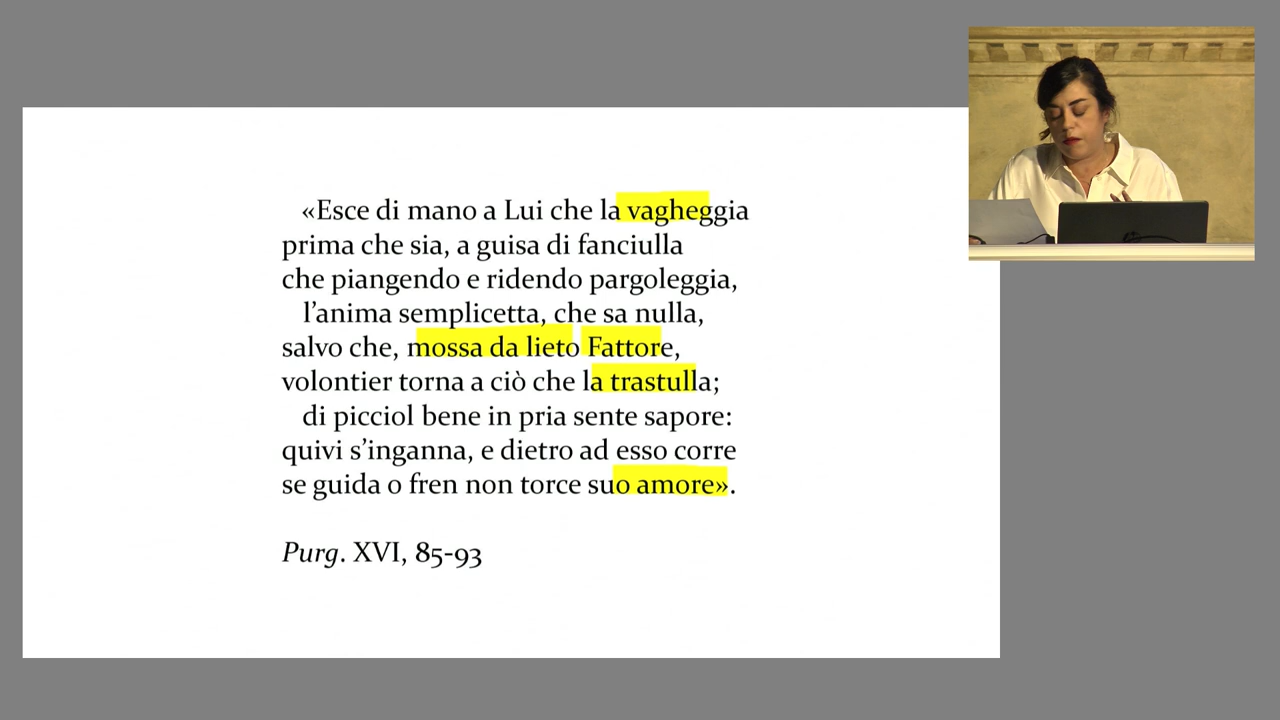 «Esce di mano a Lui che la vagheggia
prima che sia, a guisa di fanciulla
che piangendo e ridendo pargoleggia,
l’anima semplicetta, che sa nulla,
salvo che, mossa da lieto Fattore,
volontier torna a ciò che la trastulla;
di picciol bene in pria sente sapore:
quivi s’inganna, e dietro ad esso corre
se guida o fren non torce suo amore».
Purg. XVI, 85-93